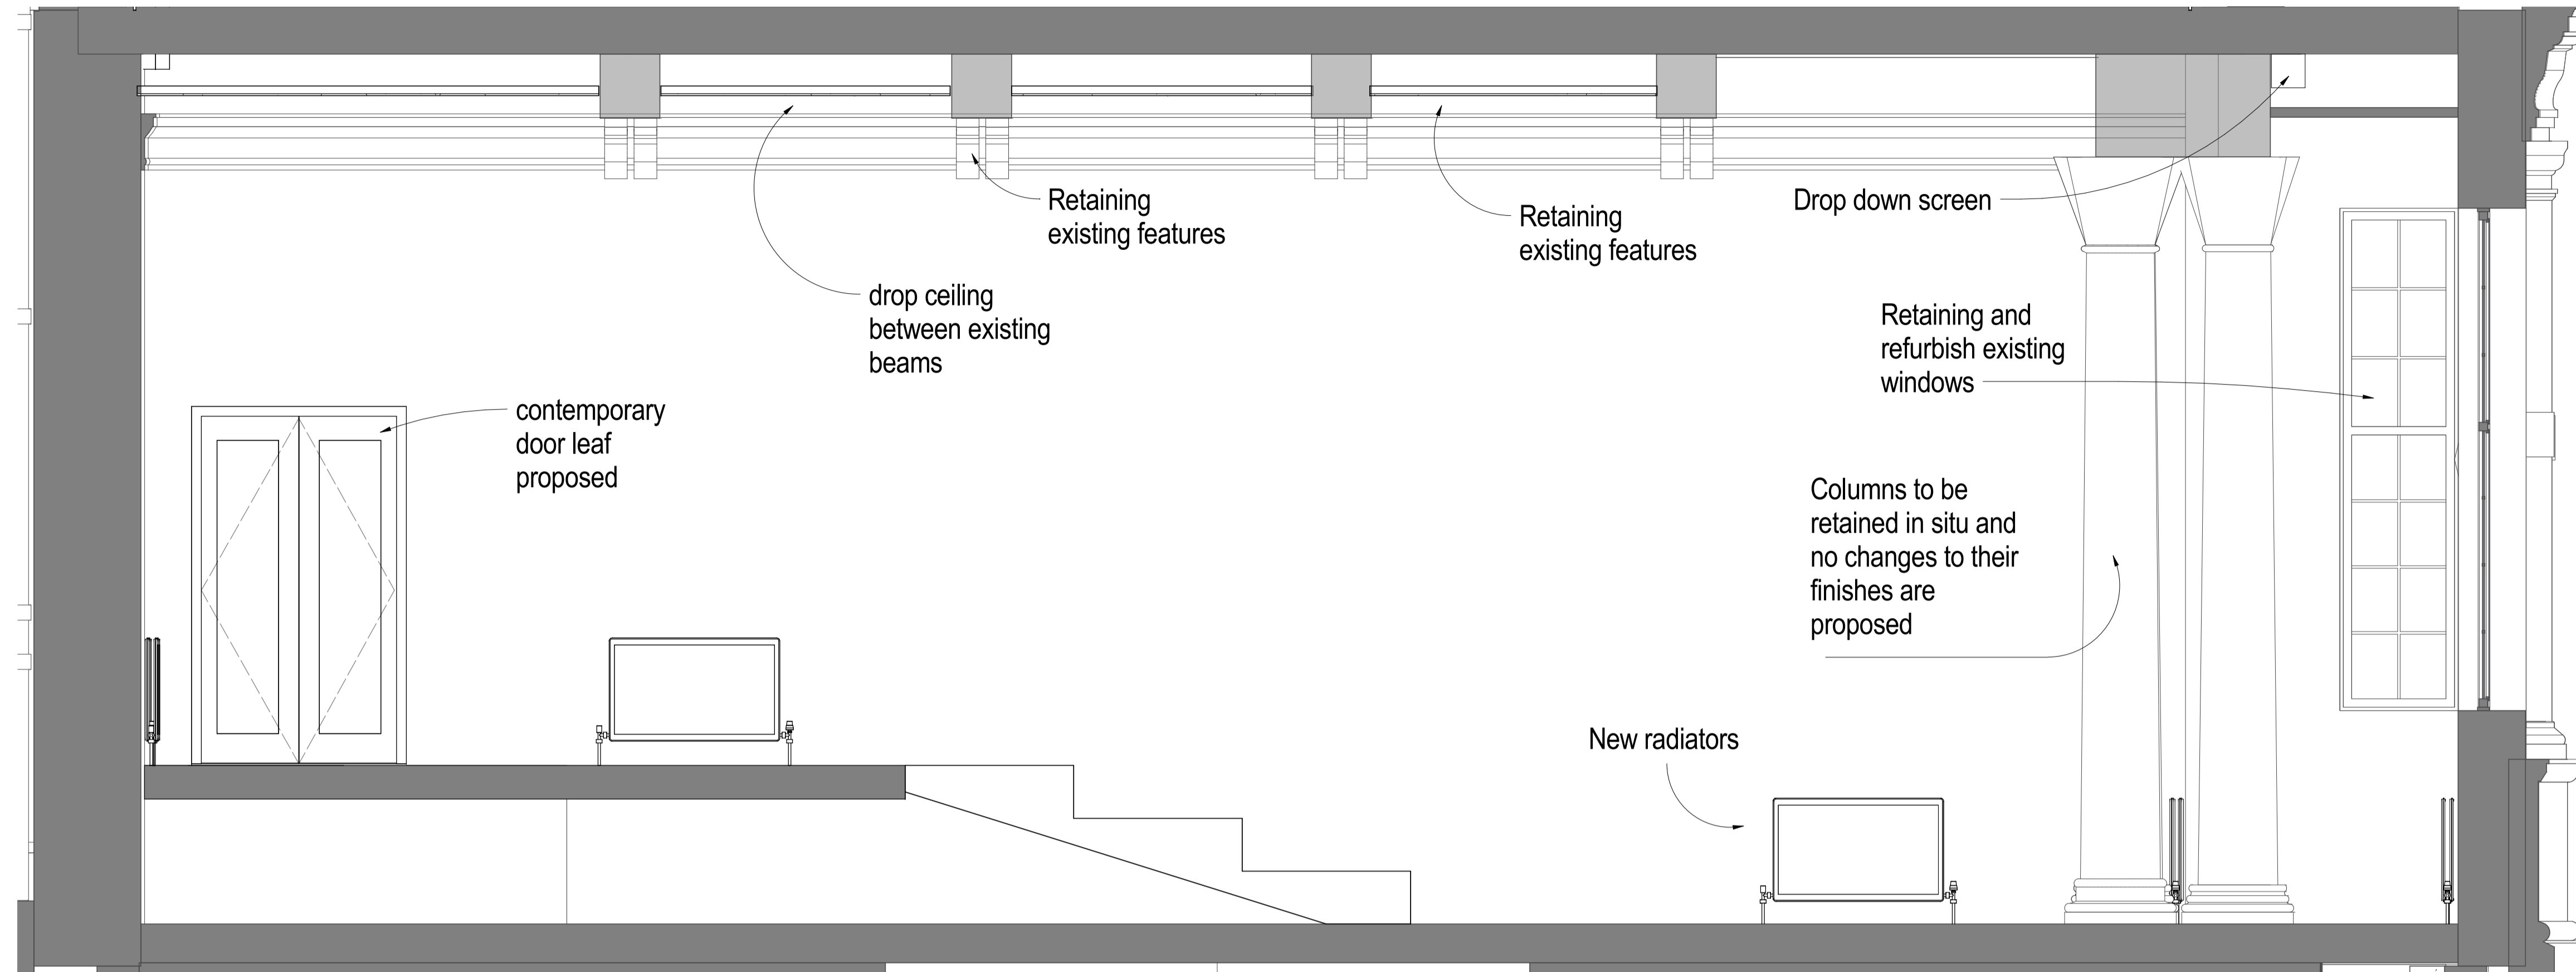 Retaining
existing features
Retaining
existing features
Drop down screen
drop ceiling
between existing
beams
Retaining and
refurbish existing
windows
contemporary
door leaf
proposed
Columns to be
retained in situ and
no changes to their
finishes are
proposed
New radiators